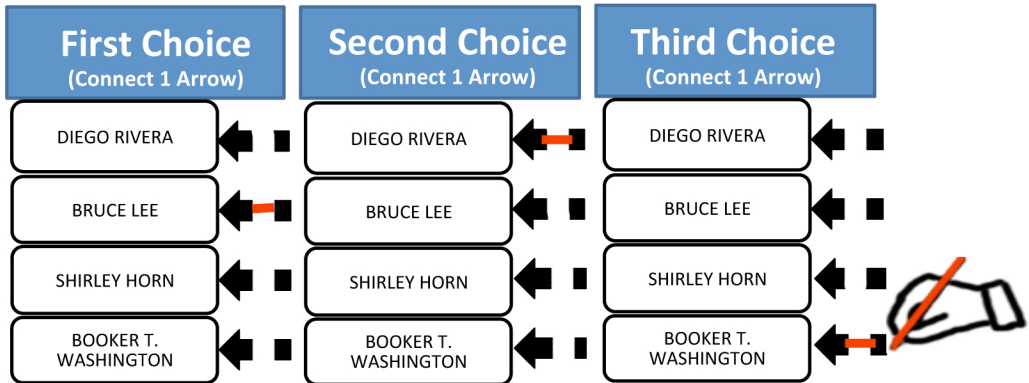 First Choice
(Connect 1 Arrow)
DIEGO RIVERA
BRUCE LEE
SHIRLEY HORN
BOOKER T.
WASHINGTON
Second Choice
(Connect 1 Arrow)
DIEGO RIVERA
BRUCE LEE
SHIRLEY HORN
BOOKER T.
WASHINGTON
Third Choice
(Connect 1 Arrow)
DIEGO RIVERA
BRUCE LEE
SHIRLEY HORN
BOOKER T.
WASHINGTON